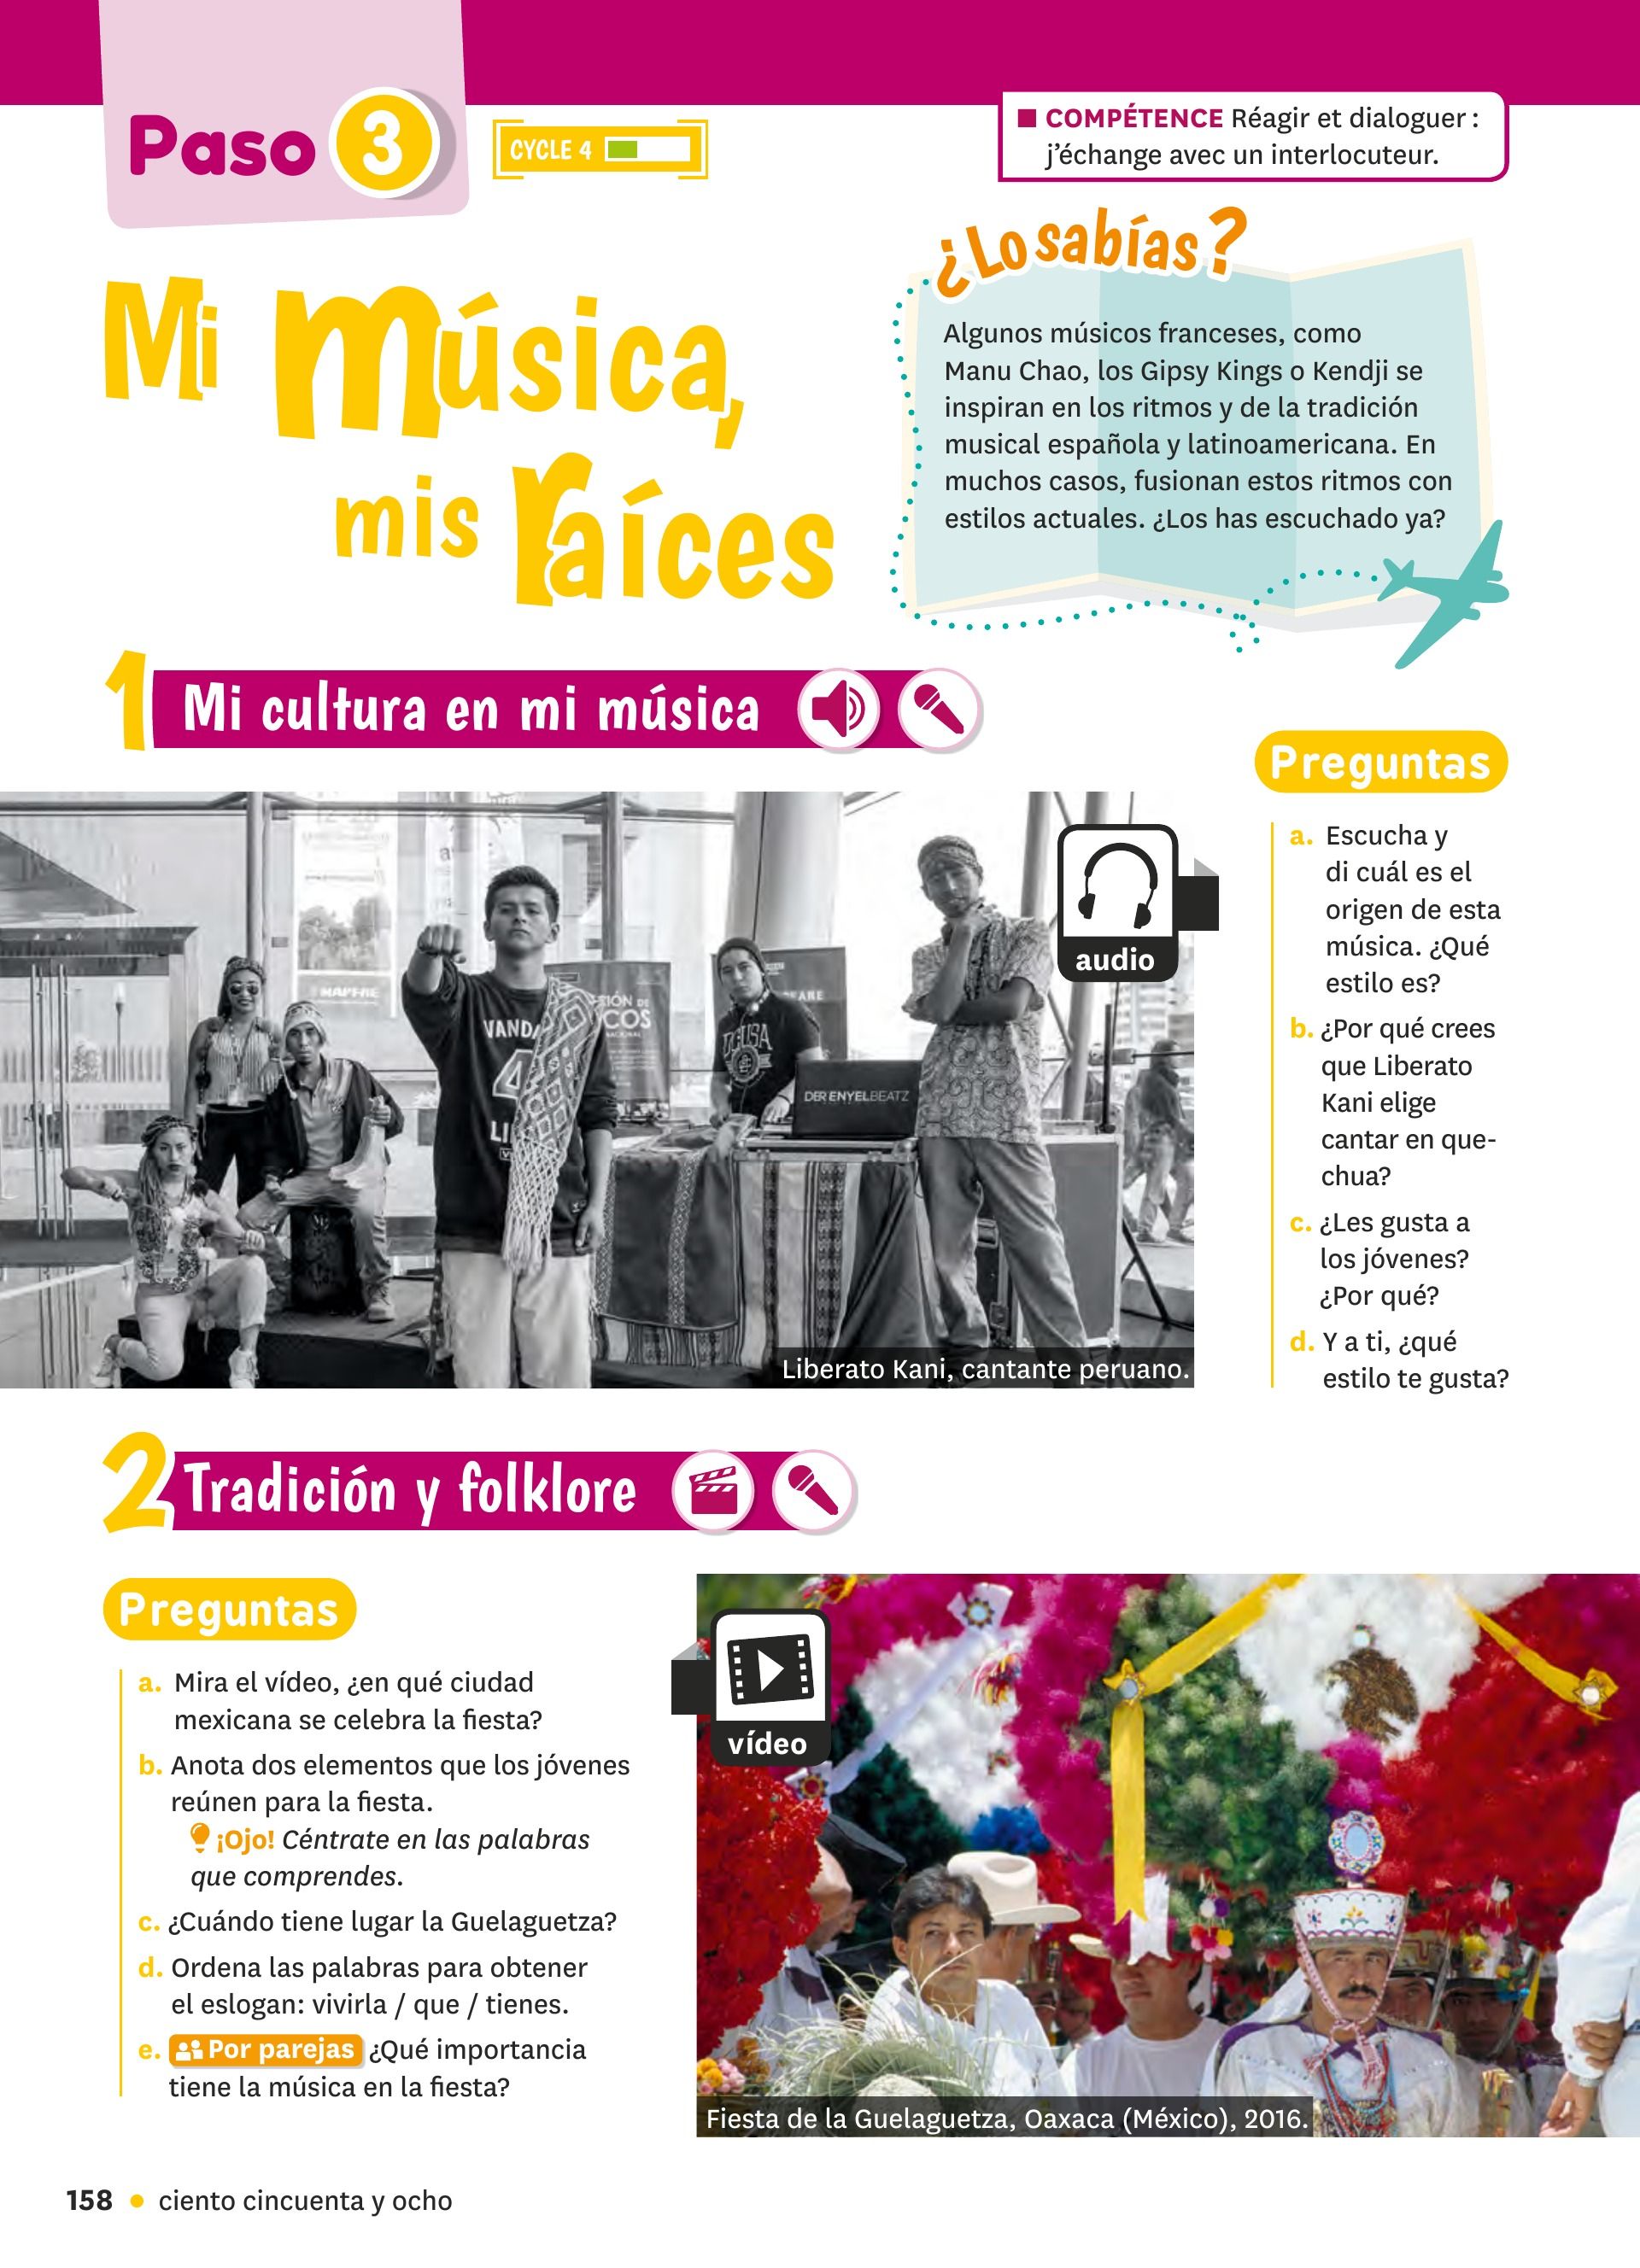 Paso 3
CYCLE 4
■ COMPÉTENCE Réagir et dialoguer :
j'échange avec un interlocuteur.
Mi música,
mis raíces
¿Lo sabías?
Algunos músicos franceses, como
Manu Chao, los Gipsy Kings o Kendji se
inspiran en los ritmos y de la tradición
musical española y latinoamericana. En
muchos casos, fusionan estos ritmos con
estilos actuales. ¿Los has escuchado ya?
1 Mi cultura en mi música
audio
MAPFRE
VANDA
4
LI
COS
DER ENYELBEATZ
Liberato Kani, cantante peruano.
Preguntas
a. Escucha y
di cuál es el
origen de esta
música. ¿Qué
estilo es?
b. ¿Por qué crees
que Liberato
Kani elige
cantar en que-
chua?
c. ¿Les gusta a
los jóvenes?
¿Por qué?
d. Y a ti, ¿qué
estilo te gusta?
2 Tradición y folklore
Preguntas
a. Mira el vídeo, ¿en qué ciudad
mexicana se celebra la fiesta?
b. Anota dos elementos que los jóvenes
reúnen para la fiesta.
¡Ojo! Céntrate en las palabras
que comprendes.
c. ¿Cuándo tiene lugar la Guelaguetza?
d. Ordena las palabras para obtener
el eslogan: vivirla / que / tienes.
e. Por parejas ¿Qué importancia
tiene la música en la fiesta?
vídeo
Fiesta de la Guelaguetza, Oaxaca (México), 2016.
158 • ciento cincuenta y ocho